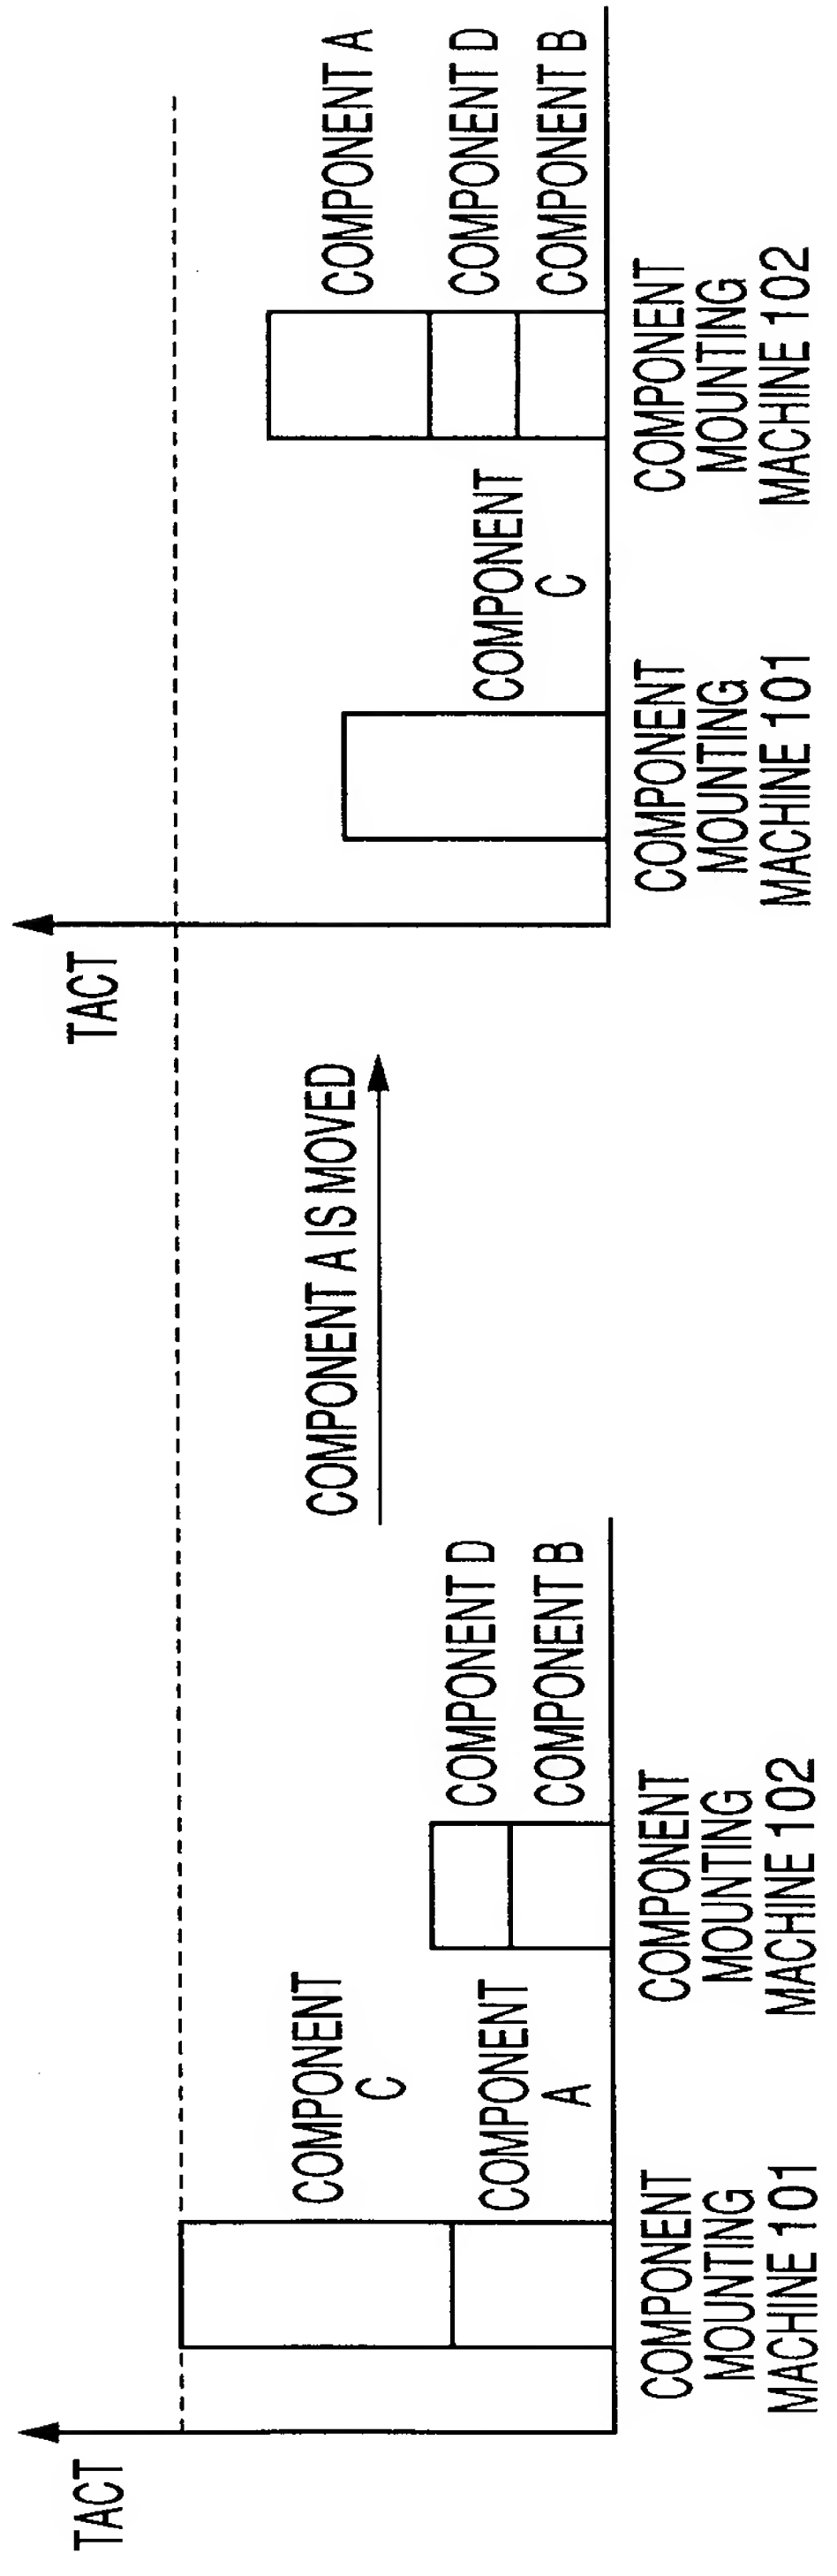 TACT
COMPONENT
C
COMPONENT
A
COMPONENT D
COMPONENT B
COMPONENT
MOUNTING
MACHINE 101
COMPONENT
MOUNTING
MACHINE 102
COMPONENT A IS MOVED
TACT
COMPONENT
C
COMPONENT A
COMPONENT D
COMPONENT B
COMPONENT
MOUNTING
MACHINE 101
COMPONENT
MOUNTING
MACHINE 102